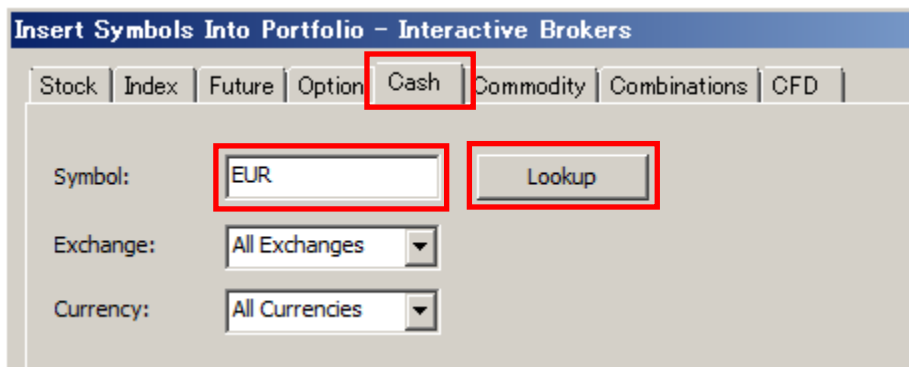 Insert Symbols Into Portfolio - Interactive Brokers
Stock Index Future Option Cash Commodity Combinations CFD
Symbol: EUR Lookup
Exchange: All Exchanges
Currency: All Currencies